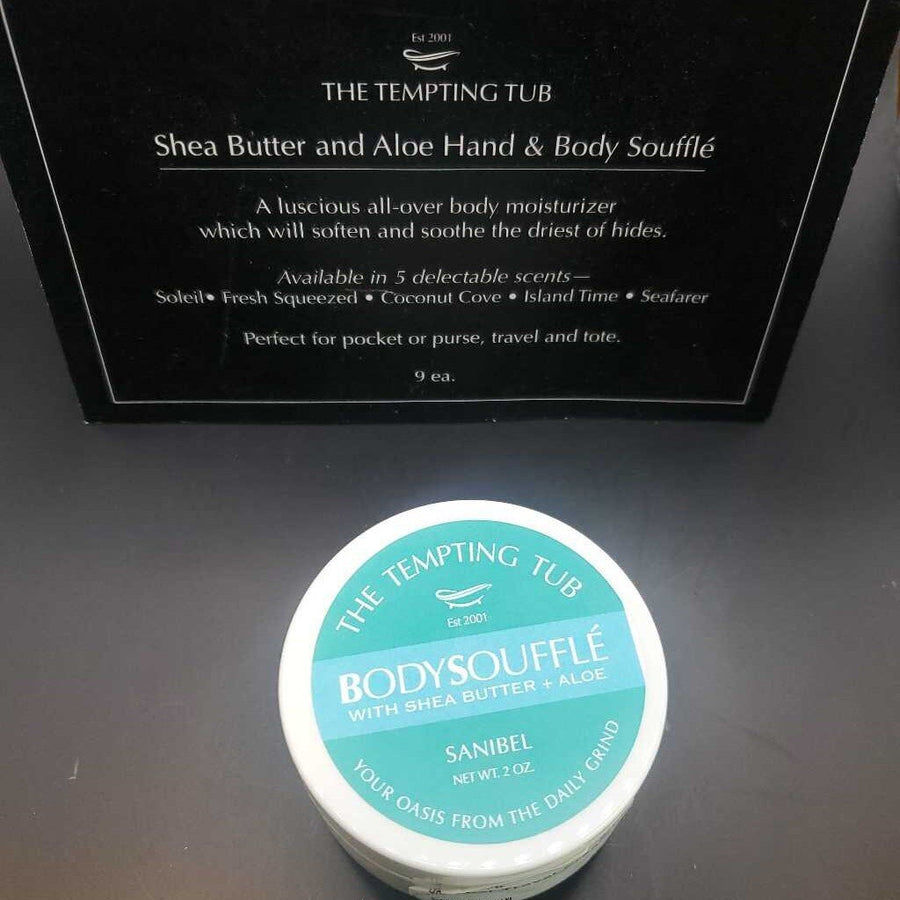 Est 2001
THE TEMPTING TUB
Shea Butter and Aloe Hand & Body Soufflé
A luscious all-over body moisturizer
which will soften and soothe the driest of hides.
Available in 5 delectable scents—
Soleil• Fresh Squeezed • Coconut Cove • Island Time • Seafarer
Perfect for pocket or purse, travel and tote.
9 ea.
THE TEMPTING TUB
Est 2001
BODYSOUFFLÉ
WITH SHEA BUTTER + ALOE
SANIBEL
NET WT. 2 OZ.
YOUR OASIS FROM THE DAILY GRIND